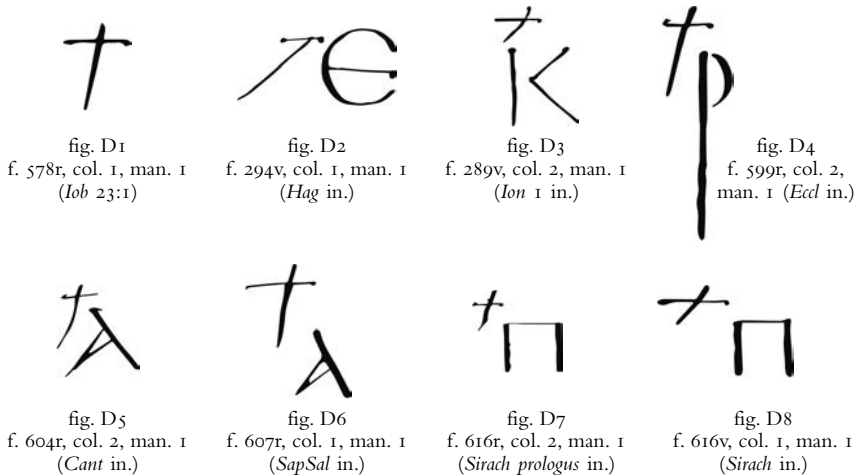 †
fig. D1
f. 578r, col. 1, man. 1
(Iob 23:1)
† Є
fig. D2
f. 294v, col. 1, man. 1
(Hag in.)
† Κ
fig. D3
f. 289v, col. 2, man. 1
(Ion 1 in.)
† Ρ
fig. D4
f. 599r, col. 2,
man. 1 (Eccl in.)
† Α
fig. D5
f. 604r, col. 2, man. 1
(Cant in.)
† Α
fig. D6
f. 607r, col. 1, man. 1
(SapSal in.)
† Π
fig. D7
f. 616r, col. 2, man. 1
(Sirach prologus in.)
† Π
fig. D8
f. 616v, col. 1, man. 1
(Sirach in.)